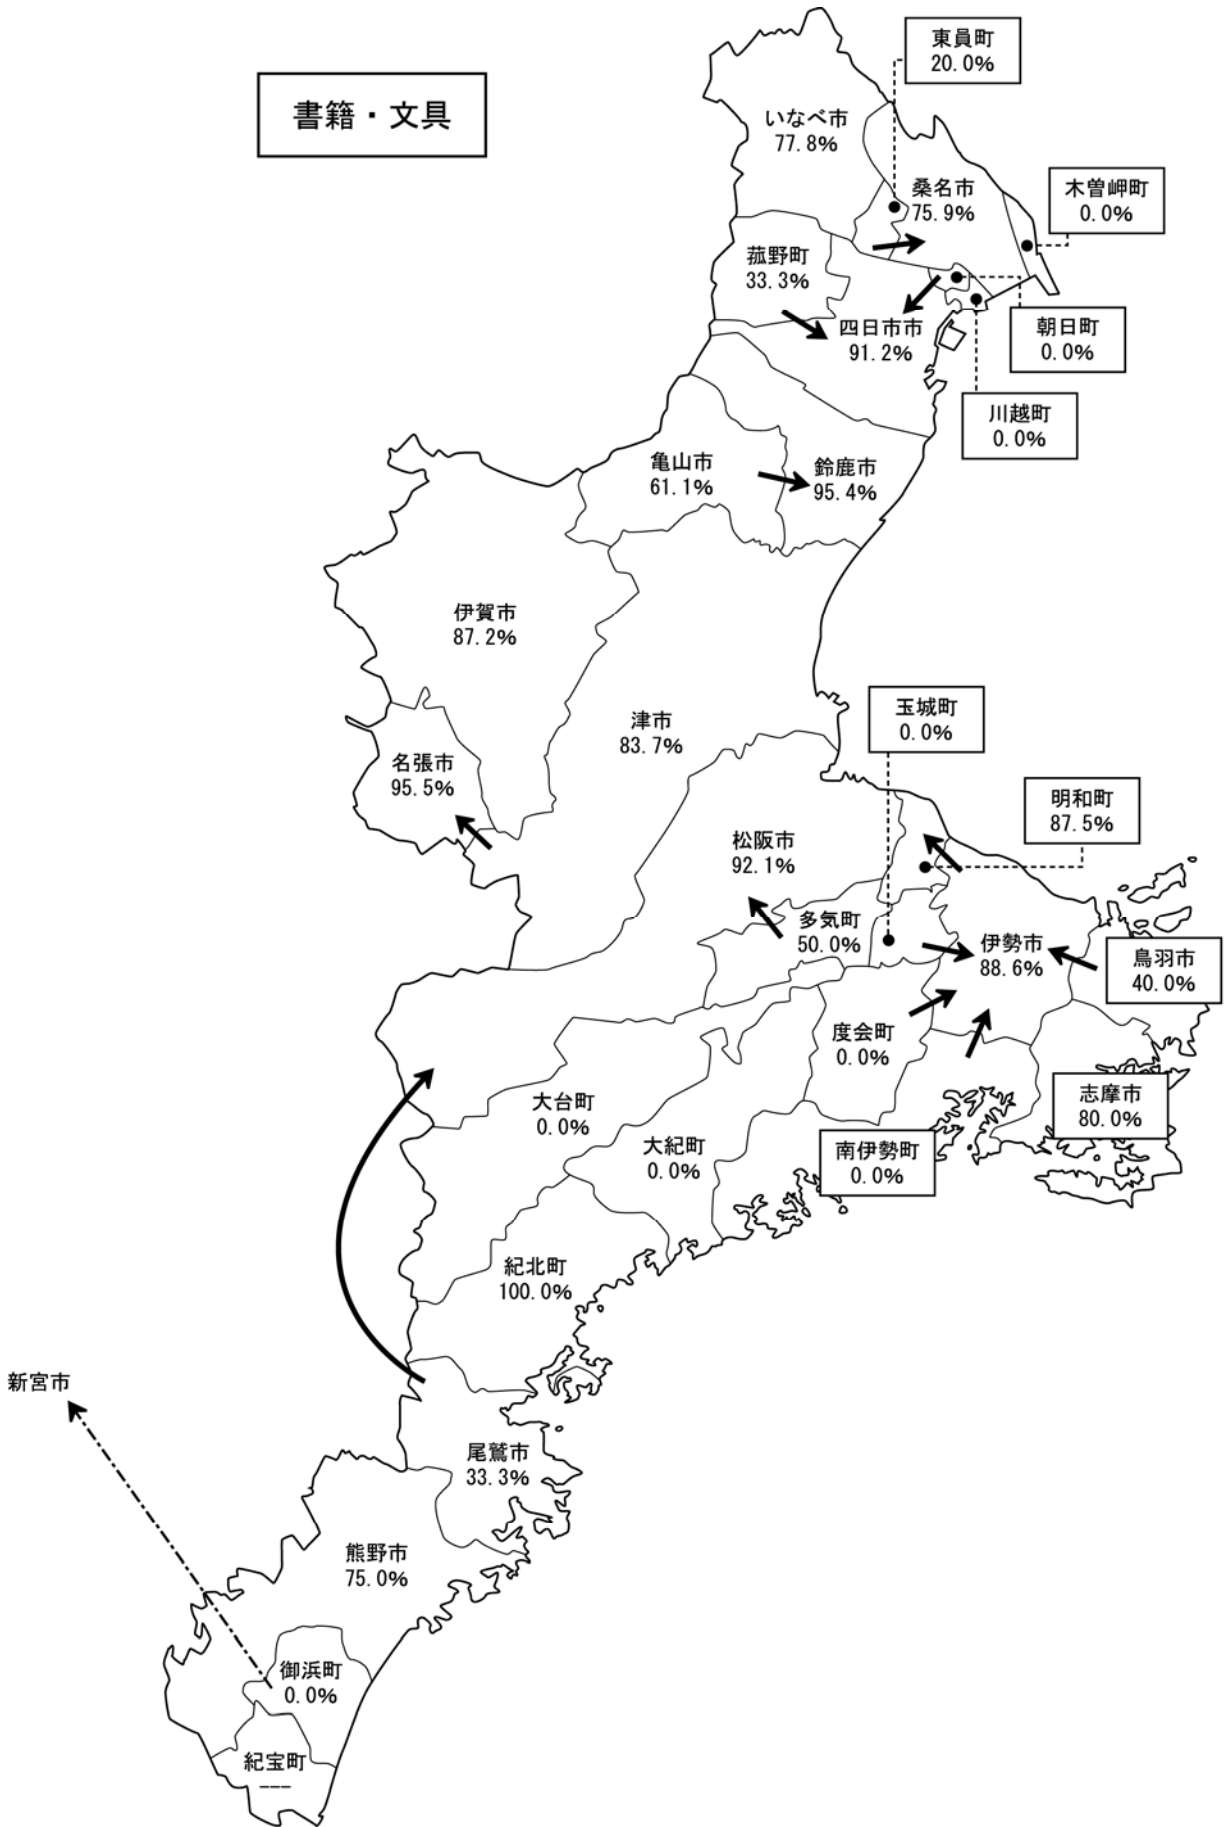 書籍・文具
東員町
20.0%
いなべ市
77.8%
桑名市
75.9%
木曽岬町
0.0%
菰野町
33.3%
四日市市
91.2%
朝日町
0.0%
川越町
0.0%
亀山市
61.1%
鈴鹿市
95.4%
伊賀市
87.2%
津市
83.7%
玉城町
0.0%
名張市
95.5%
明和町
87.5%
松阪市
92.1%
多気町
50.0%
伊勢市
88.6%
鳥羽市
40.0%
度会町
0.0%
志摩市
80.0%
大台町
0.0%
大紀町
0.0%
南伊勢町
0.0%
紀北町
100.0%
新宮市
尾鷲市
33.3%
熊野市
75.0%
御浜町
0.0%
紀宝町
---